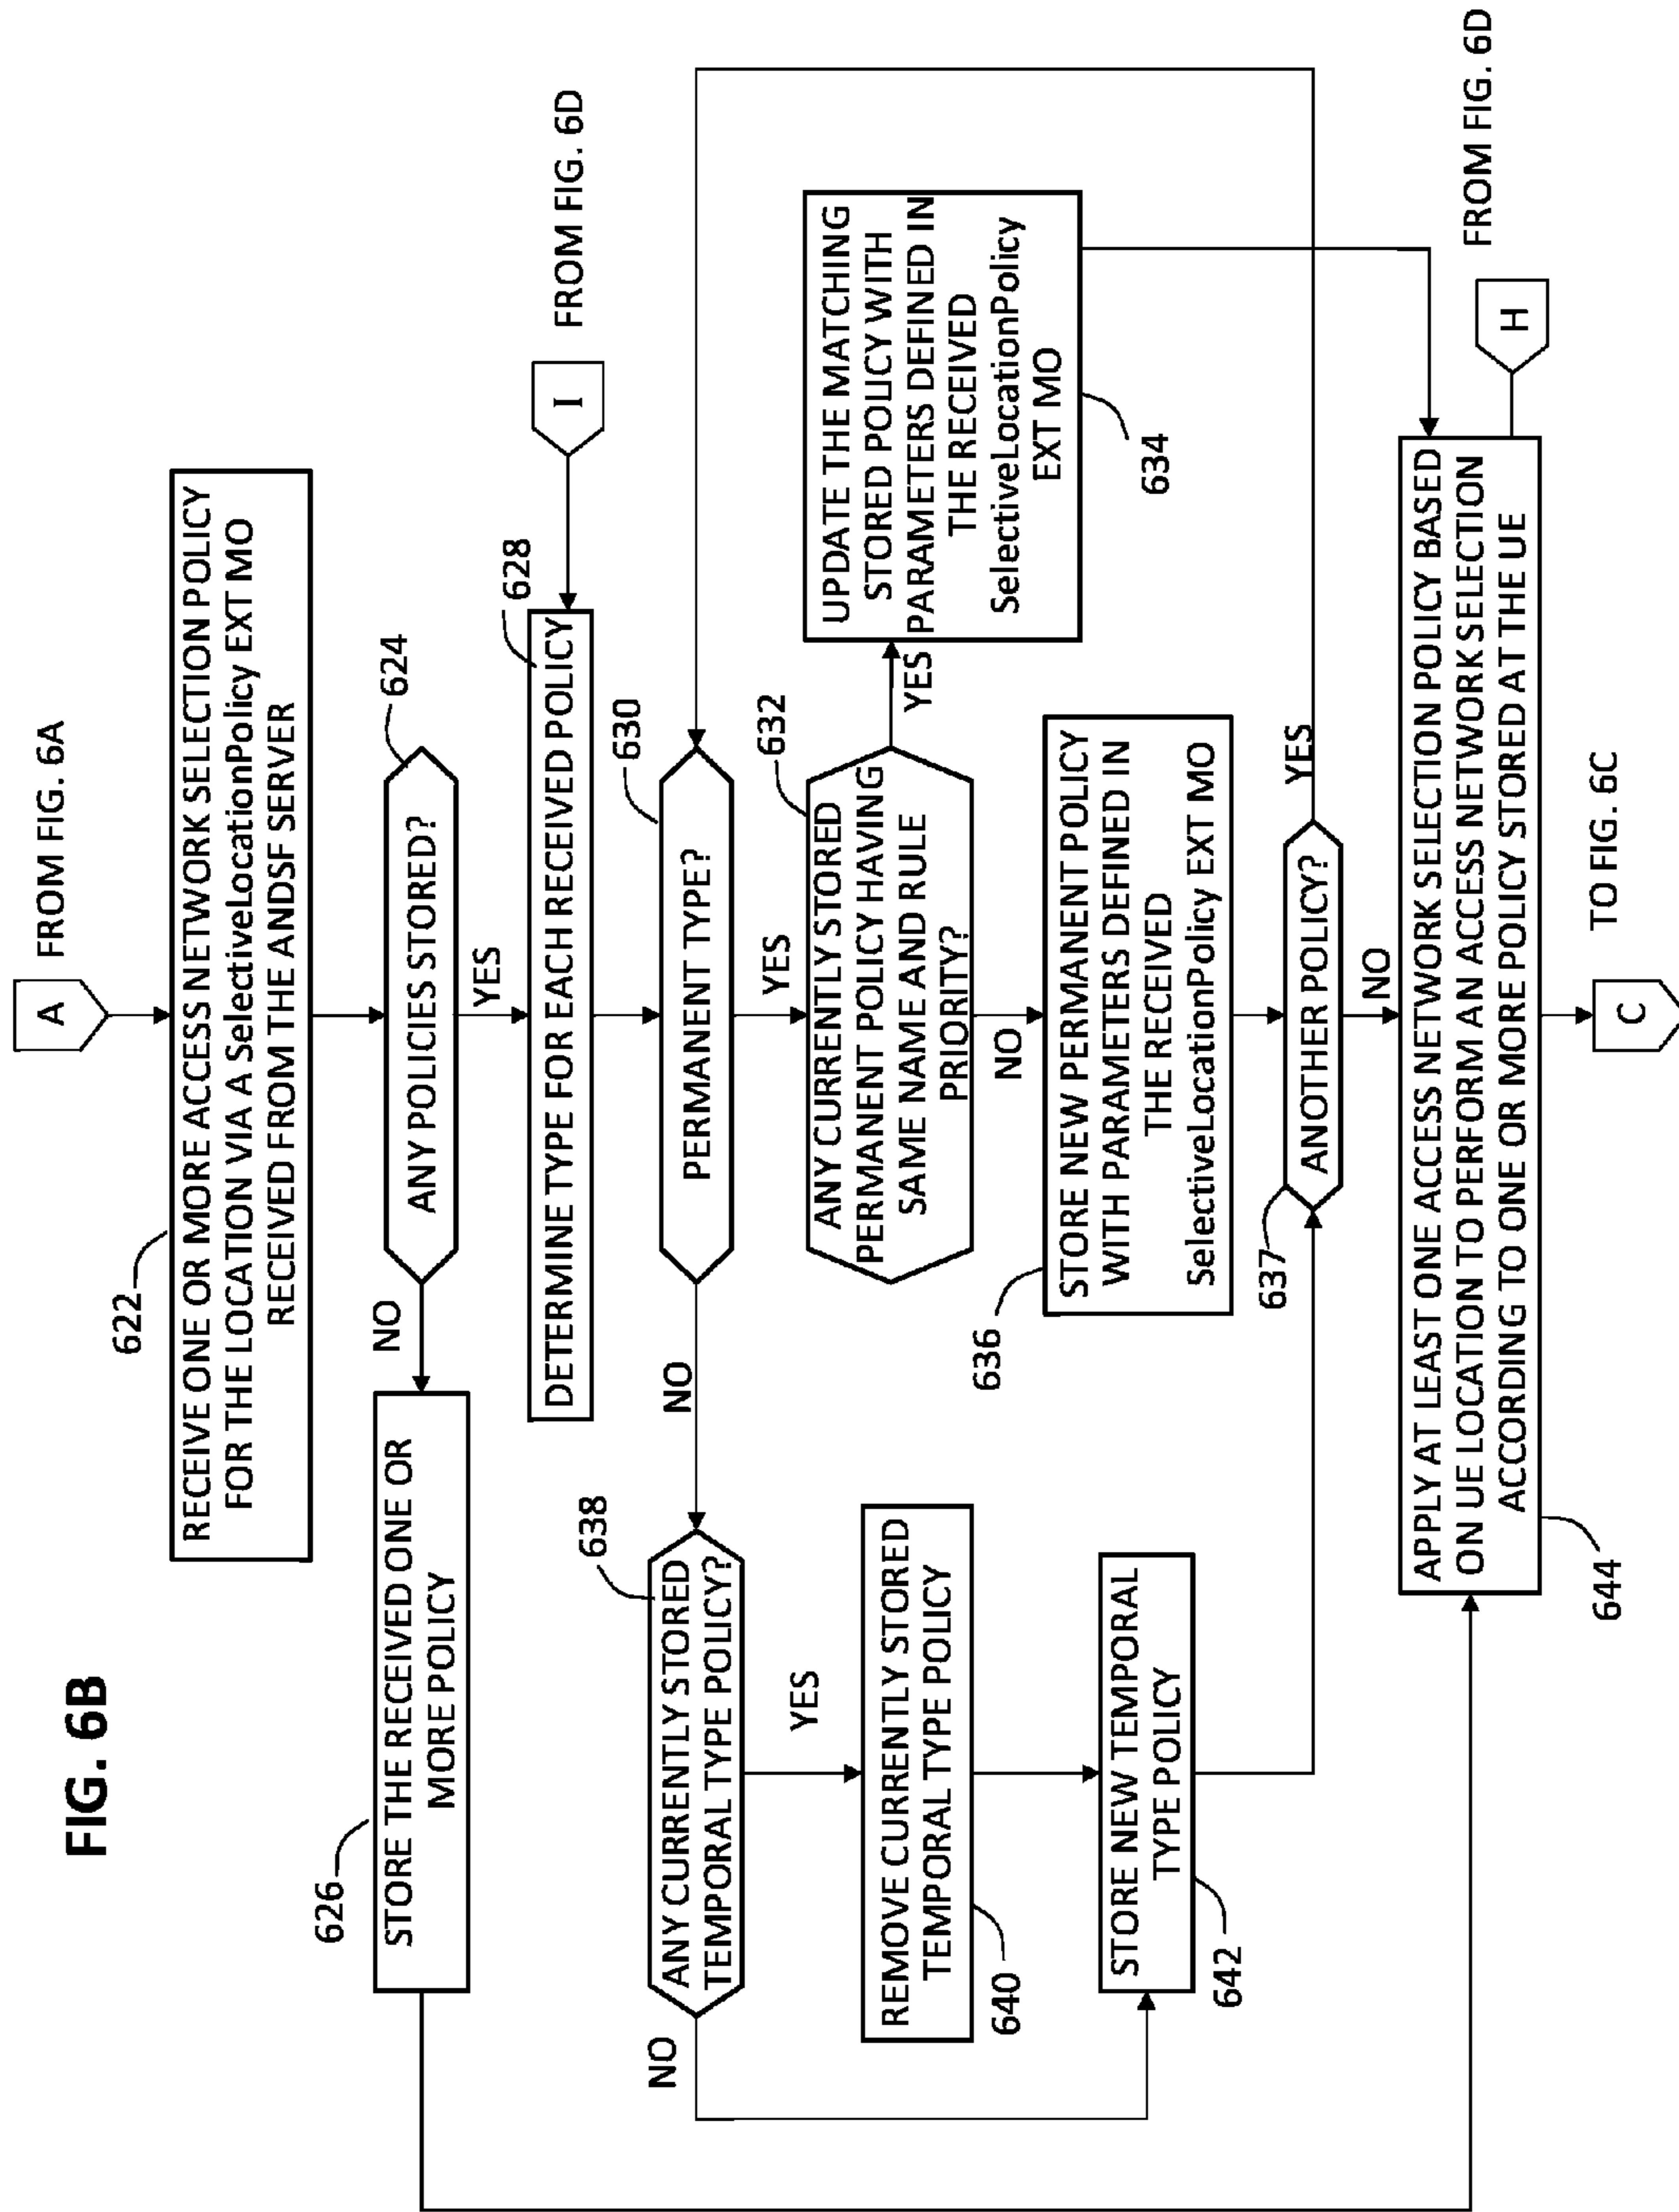 FIG. 6B
A
FROM FIG. 6A
622
RECEIVE ONE OR MORE ACCESS NETWORK SELECTION POLICY
FOR THE LOCATION VIA A SelectiveLocationPolicy EXT MO
RECEIVED FROM THE ANDSF SERVER
624
ANY POLICIES STORED?
NO
YES
626
STORE THE RECEIVED ONE OR
MORE POLICY
628
DETERMINE TYPE FOR EACH RECEIVED POLICY
I
FROM FIG. 6D
630
PERMANENT TYPE?
NO
YES
632
ANY CURRENTLY STORED
PERMANENT POLICY HAVING
SAME NAME AND RULE
PRIORITY?
YES
NO
UPDATE THE MATCHING
STORED POLICY WITH
PARAMETERS DEFINED IN
THE RECEIVED
SelectiveLocationPolicy
EXT MO
634
636
STORE NEW PERMANENT POLICY
WITH PARAMETERS DEFINED IN
THE RECEIVED
SelectiveLocationPolicy EXT MO
637
ANOTHER POLICY?
YES
NO
638
ANY CURRENTLY STORED
TEMPORAL TYPE POLICY?
NO
YES
REMOVE CURRENTLY STORED
TEMPORAL TYPE POLICY
640
STORE NEW TEMPORAL
TYPE POLICY
642
APPLY AT LEAST ONE ACCESS NETWORK SELECTION POLICY BASED
ON UE LOCATION TO PERFORM AN ACCESS NETWORK SELECTION
ACCORDING TO ONE OR MORE POLICY STORED AT THE UE
644
H
FROM FIG. 6D
C
TO FIG. 6C